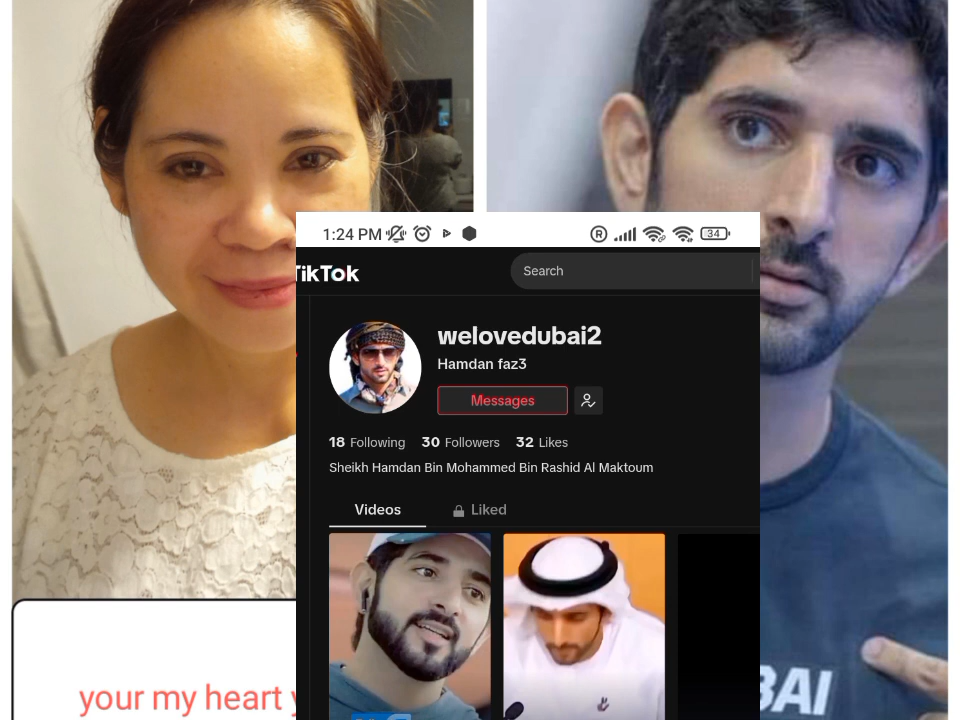 1:24 PM
34
TikTok
Search
welovedubai2
Hamdan faz3
Messages
18 Following 30 Followers 32 Likes
Sheikh Hamdan Bin Mohammed Bin Rashid Al Maktoum
Videos Liked
BAI
your my heart y